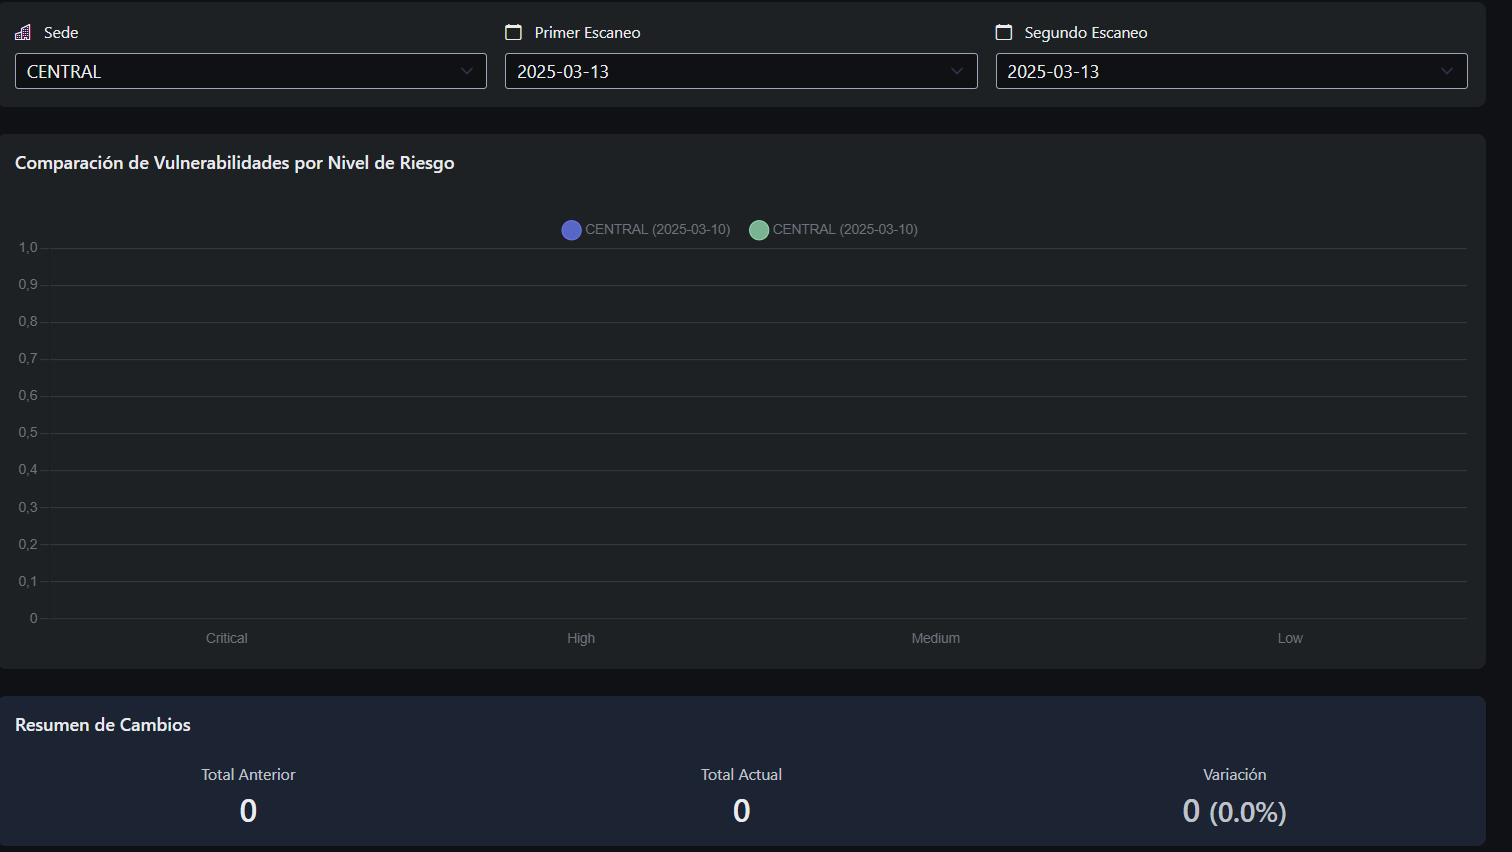 Sede
Primer Escaneo
Segundo Escaneo
CENTRAL
2025-03-13
2025-03-13
Comparación de Vulnerabilidades por Nivel de Riesgo
CENTRAL (2025-03-10)
CENTRAL (2025-03-10)
1,0
0,9
0,8
0,7
0,6
0,5
0,4
0,3
0,2
0,1
0
Critical
High
Medium
Low
Resumen de Cambios
Total Anterior
Total Actual
Variación
0
0
0 (0.0%)